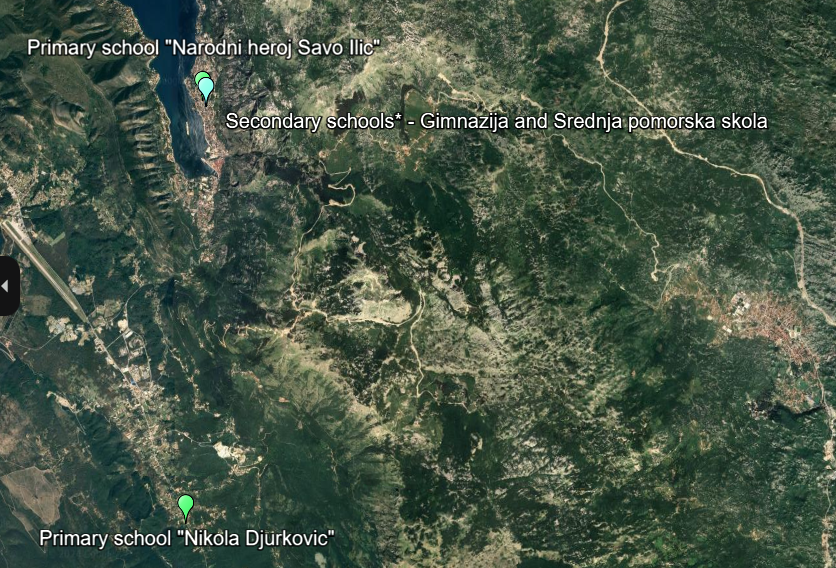 Primary school "Narodni heroj Savo Ilic"
Secondary schools* - Gimnazija and Srednja pomorska skola
Primary school "Nikola Djurkovic"